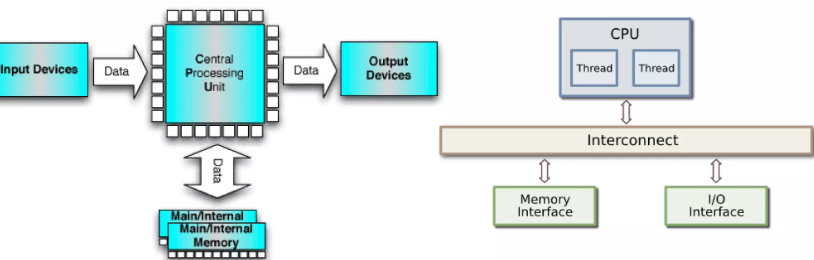 Input Devices
Data
Central
Processing
Unit
Data
Output
Devices
Data
Main/Internal
Main/Internal
Memory
CPU
Thread
Thread
Interconnect
Memory
Interface
I/O
Interface